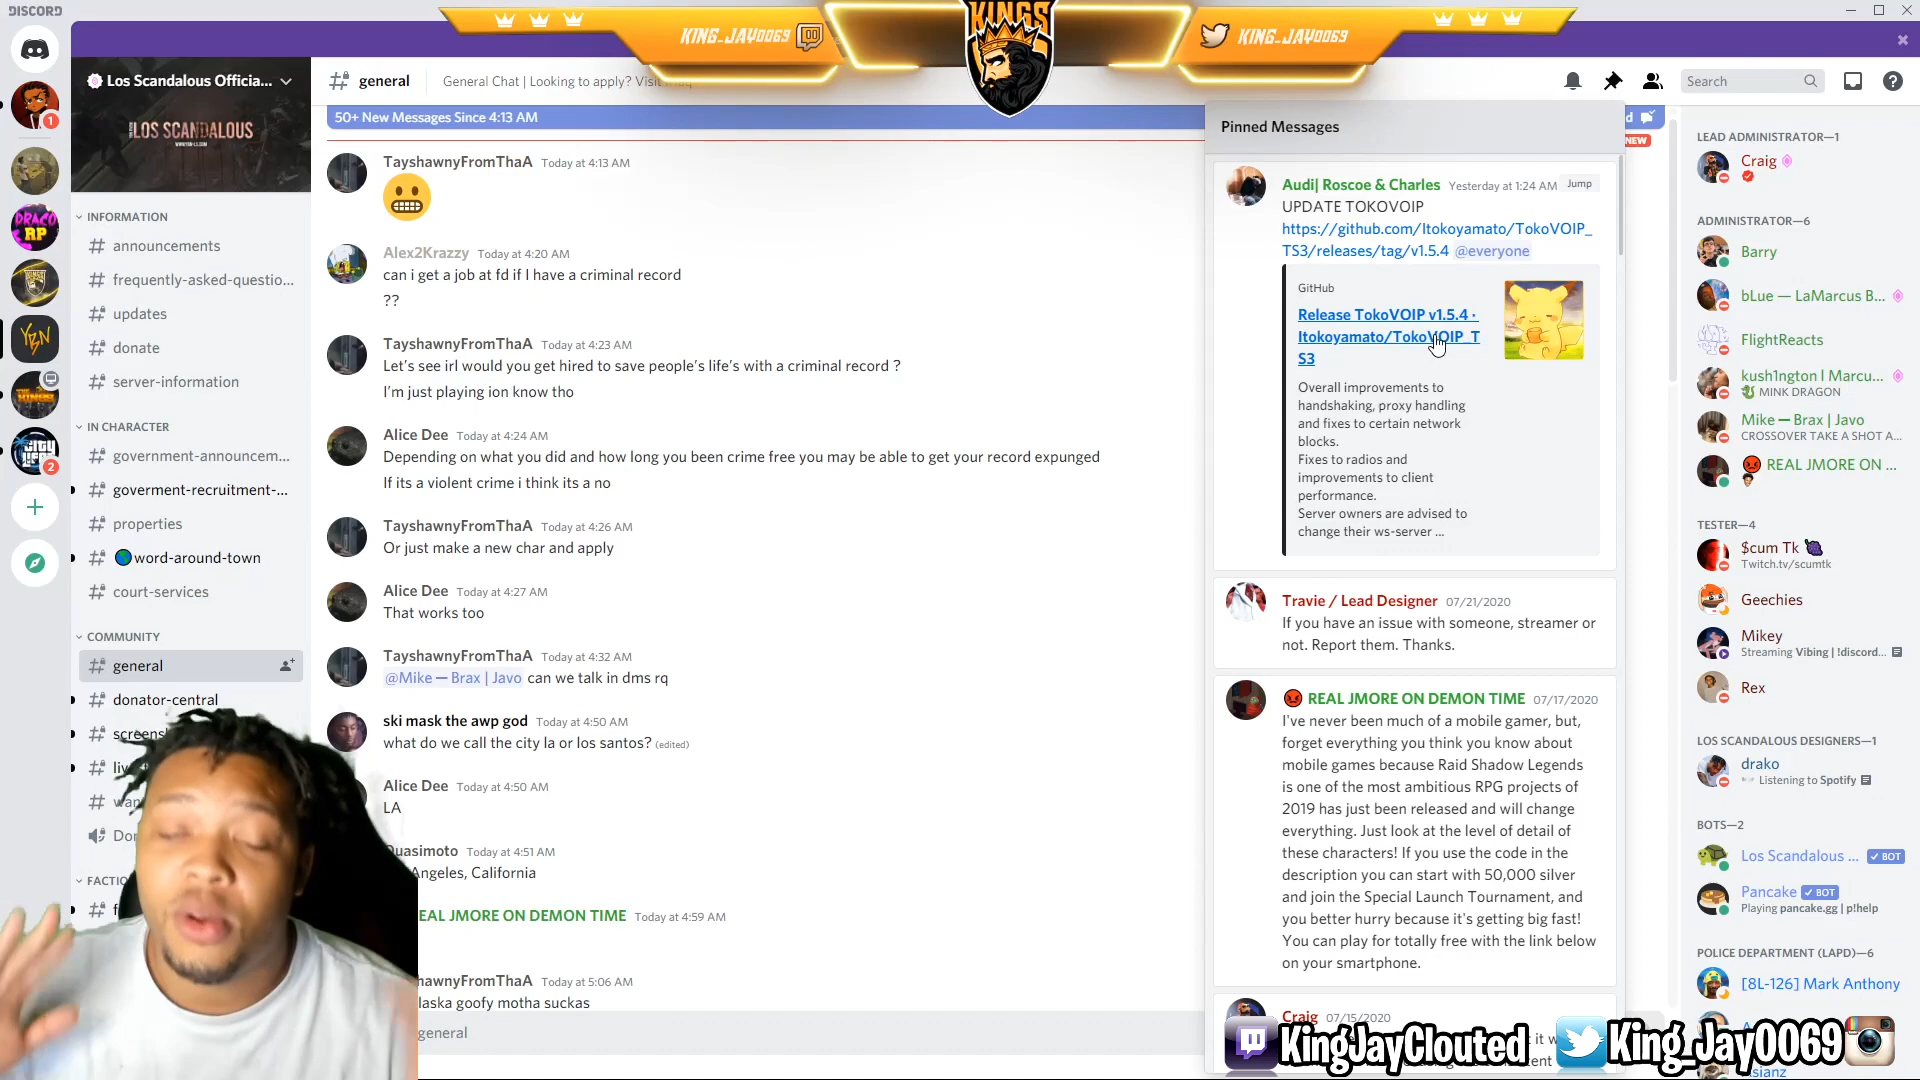 DISCORD
KING_JAY0069
KINGS
KING_JAY0069
Los Scandalous Officia...
LOS SCANDALOUS
general
General Chat | Looking to apply? Visit
Search
50+ New Messages Since 4:13 AM
NEW
INFORMATION
announcements
frequently-asked-questio...
updates
donate
server-information
IN CHARACTER
government-announcem...
goverment-recruitment-...
properties
word-around-town
court-services
COMMUNITY
general
donator-central
DRACO
RP
YBN
CITY
1
2
TayshawnyFromThaA Today at 4:13 AM
Alex2Krazzy Today at 4:20 AM
can i get a job at fd if I have a criminal record
??
TayshawnyFromThaA Today at 4:23 AM
Let's see irl would you get hired to save people's life's with a criminal record ?
I'm just playing ion know tho
Alice Dee Today at 4:24 AM
Depending on what you did and how long you been crime free you may be able to get your record expunged
If its a violent crime i think its a no
TayshawnyFromThaA Today at 4:26 AM
Or just make a new char and apply
Alice Dee Today at 4:27 AM
That works too
TayshawnyFromThaA Today at 4:32 AM
@Mike — Brax | Javo can we talk in dms rq
ski mask the awp god Today at 4:50 AM
what do we call the city la or los santos? (edited)
Alice Dee Today at 4:50 AM
LA
Quasimoto Today at 4:51 AM
Angeles, California
EAL JMORE ON DEMON TIME Today at 4:59 AM
hawnyFromThaA Today at 5:06 AM
laska goofy motha suckas
general
Pinned Messages
Audi| Roscoe & Charles Yesterday at 1:24 AM Jump
UPDATE TOKOVOIP
https://github.com/Itokoyamato/TokoVOIP_
TS3/releases/tag/v1.5.4 @everyone
GitHub
Release TokoVOIP v1.5.4 ·
Itokoyamato/TokoVOIP_T
S3
Overall improvements to
handshaking, proxy handling
and fixes to certain network
blocks.
Fixes to radios and
improvements to client
performance.
Server owners are advised to
change their ws-server ...
Travie / Lead Designer 07/21/2020
If you have an issue with someone, streamer or
not. Report them. Thanks.
REAL JMORE ON DEMON TIME 07/17/2020
I've never been much of a mobile gamer, but,
forget everything you think you know about
mobile games because Raid Shadow Legends
is one of the most ambitious RPG projects of
2019 has just been released and will change
everything. Just look at the level of detail of
these characters! If you use the code in the
description you can start with 50,000 silver
and join the Special Launch Tournament, and
you better hurry because it's getting big fast!
You can play for totally free with the link below
on your smartphone.
Craig 07/15/2020
LEAD ADMINISTRATOR—1
Craig
ADMINISTRATOR—6
Barry
bLue — LaMarcus B...
FlightReacts
kush1ngton l Marcu...
MINK DRAGON
Mike — Brax | Javo
CROSSOVER TAKE A SHOT A...
REAL JMORE ON ...
TESTER—4
$cum Tk
Twitch.tv/scumtk
Geechies
Mikey
Streaming Vibing | !discord...
Rex
LOS SCANDALOUS DESIGNERS—1
drako
Listening to Spotify
BOTS—2
Los Scandalous ... BOT
Pancake BOT
Playing pancake.gg | p!help
POLICE DEPARTMENT (LAPD)—6
[8L-126] Mark Anthony
KingJayClouted
King_Jay0069